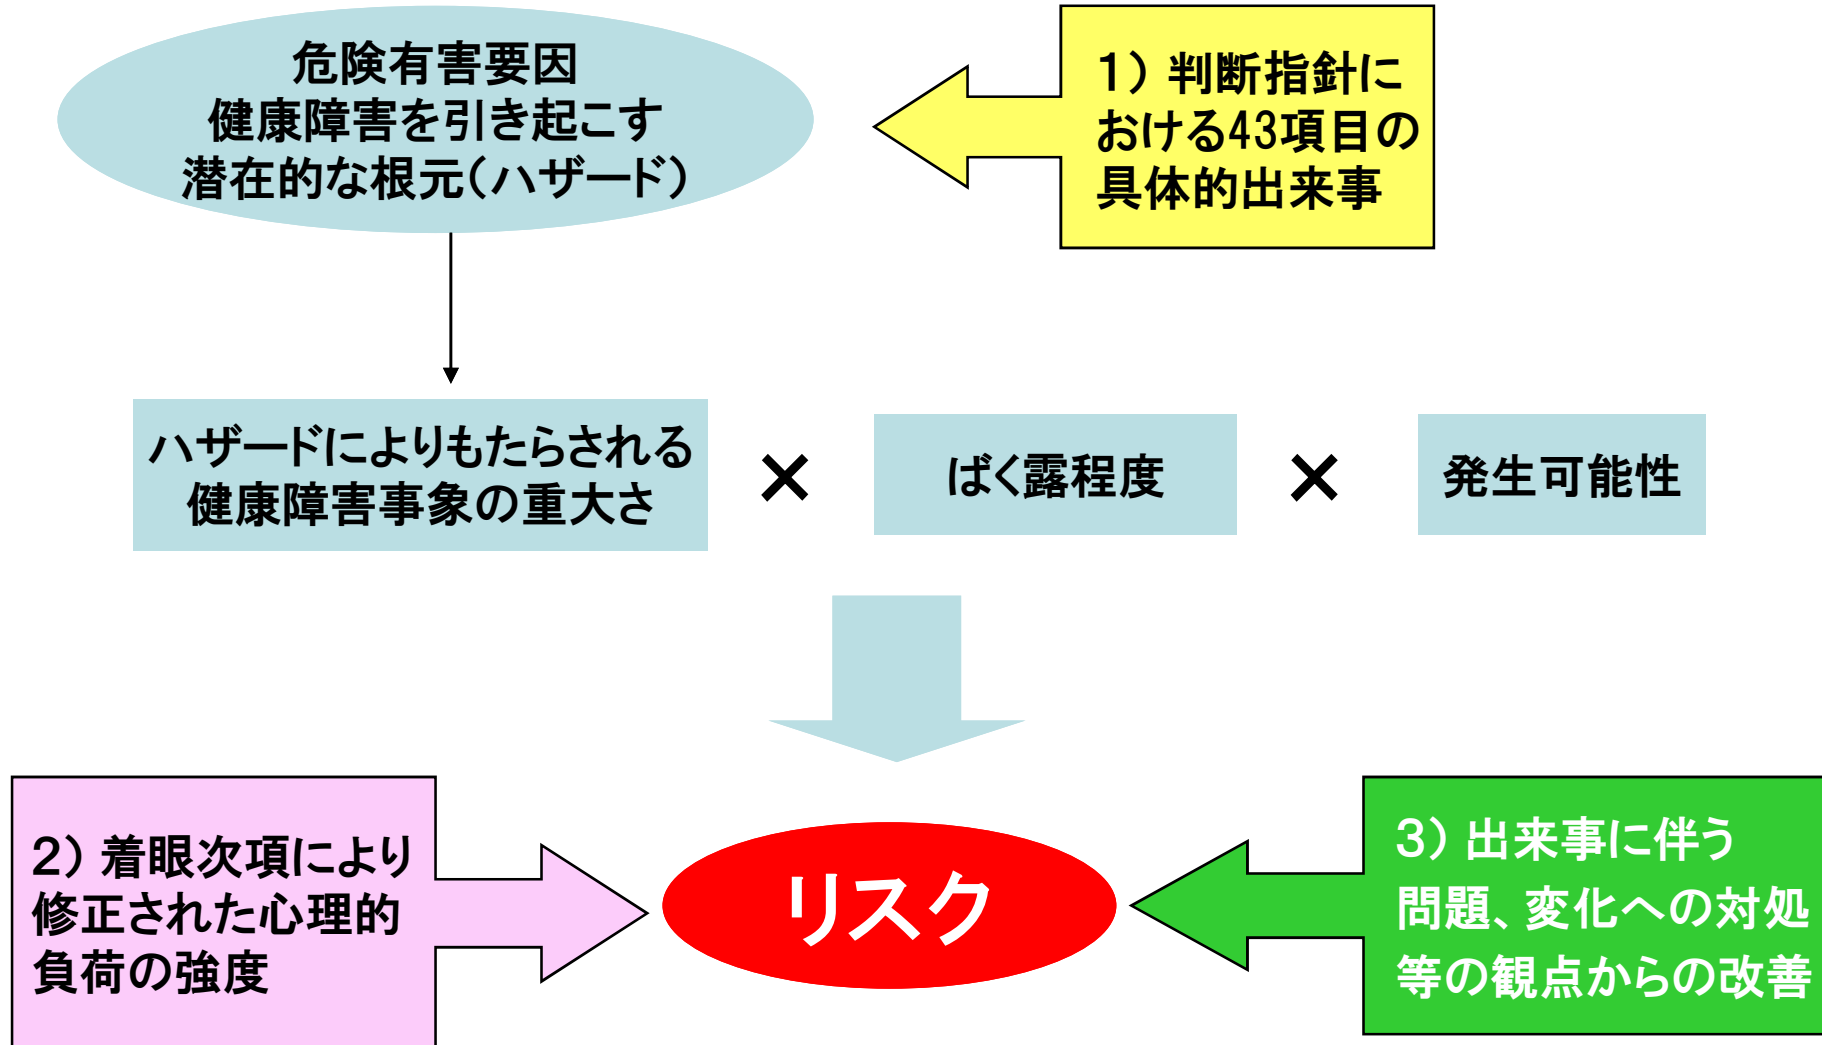 危険有害要因
健康障害を引き起こす
潜在的な根元(ハザード)
1) 判断指針に
おける43項目の
具体的出来事
ハザードによりもたらされる
健康障害事象の重大さ
×
ばく露程度
×
発生可能性
2) 着眼次項により
修正された心理的
負荷の強度
リスク
3) 出来事に伴う
問題、変化への対処
等の観点からの改善